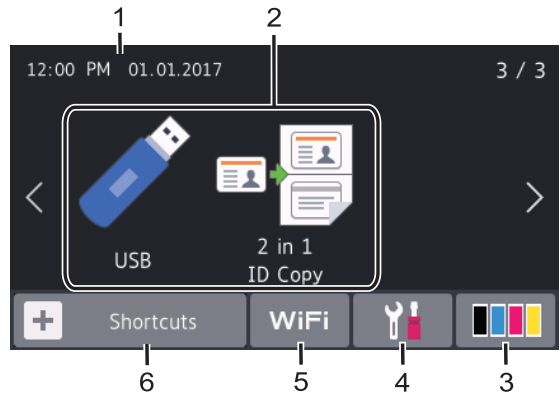 1 2
12:00 PM 01.01.2017 3 / 3
USB
2 in 1
ID Copy
Shortcuts WiFi
6 5 4 3